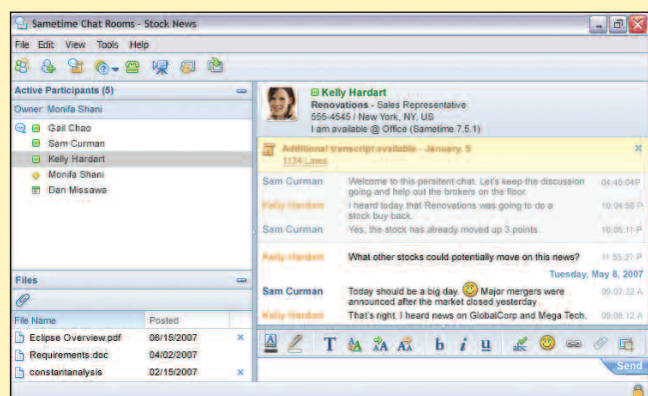 Sametime Chat Rooms - Stock News
File Edit View Tools Help
Active Participants (5)
Owner: Monifa Shani
Gail Chao
Sam Curman
Kelly Hardart
Monifa Shani
Dan Missawa
Files
File Name Posted
Eclipse Overview.pdf 06/15/2007
Requirements.doc 04/02/2007
constantanalysis 02/15/2007
Kelly Hardart
Renovations - Sales Representative
555-4545 / New York, NY, US
I am available @ Office (Sametime 7.5.1)
Additional transcript available - January, 5
1134 Lines
Sam Curman Welcome to this persitent chat. Let's keep the discussion 04:45:04P
going and help out the brokers on the floor.
Kelly Hardart I heard today that Renovations was going to do a 10:04:58 P
stock buy back.
Sam Curman Yes, the stock has already moved up 3 points. 10:05:11 P
Kelly Hardart What other stocks could potentially move on this news? 11:55:27 P
Tuesday, May 8, 2007
Sam Curman Today should be a big day. Major mergers were 09:07:32 A
announced after the market closed yesterday.
Kelly Hardart That's right. I heard news on GlobalCorp and Mega Tech. 09:08:12 A
A T A A A A A A b i u abc
Send